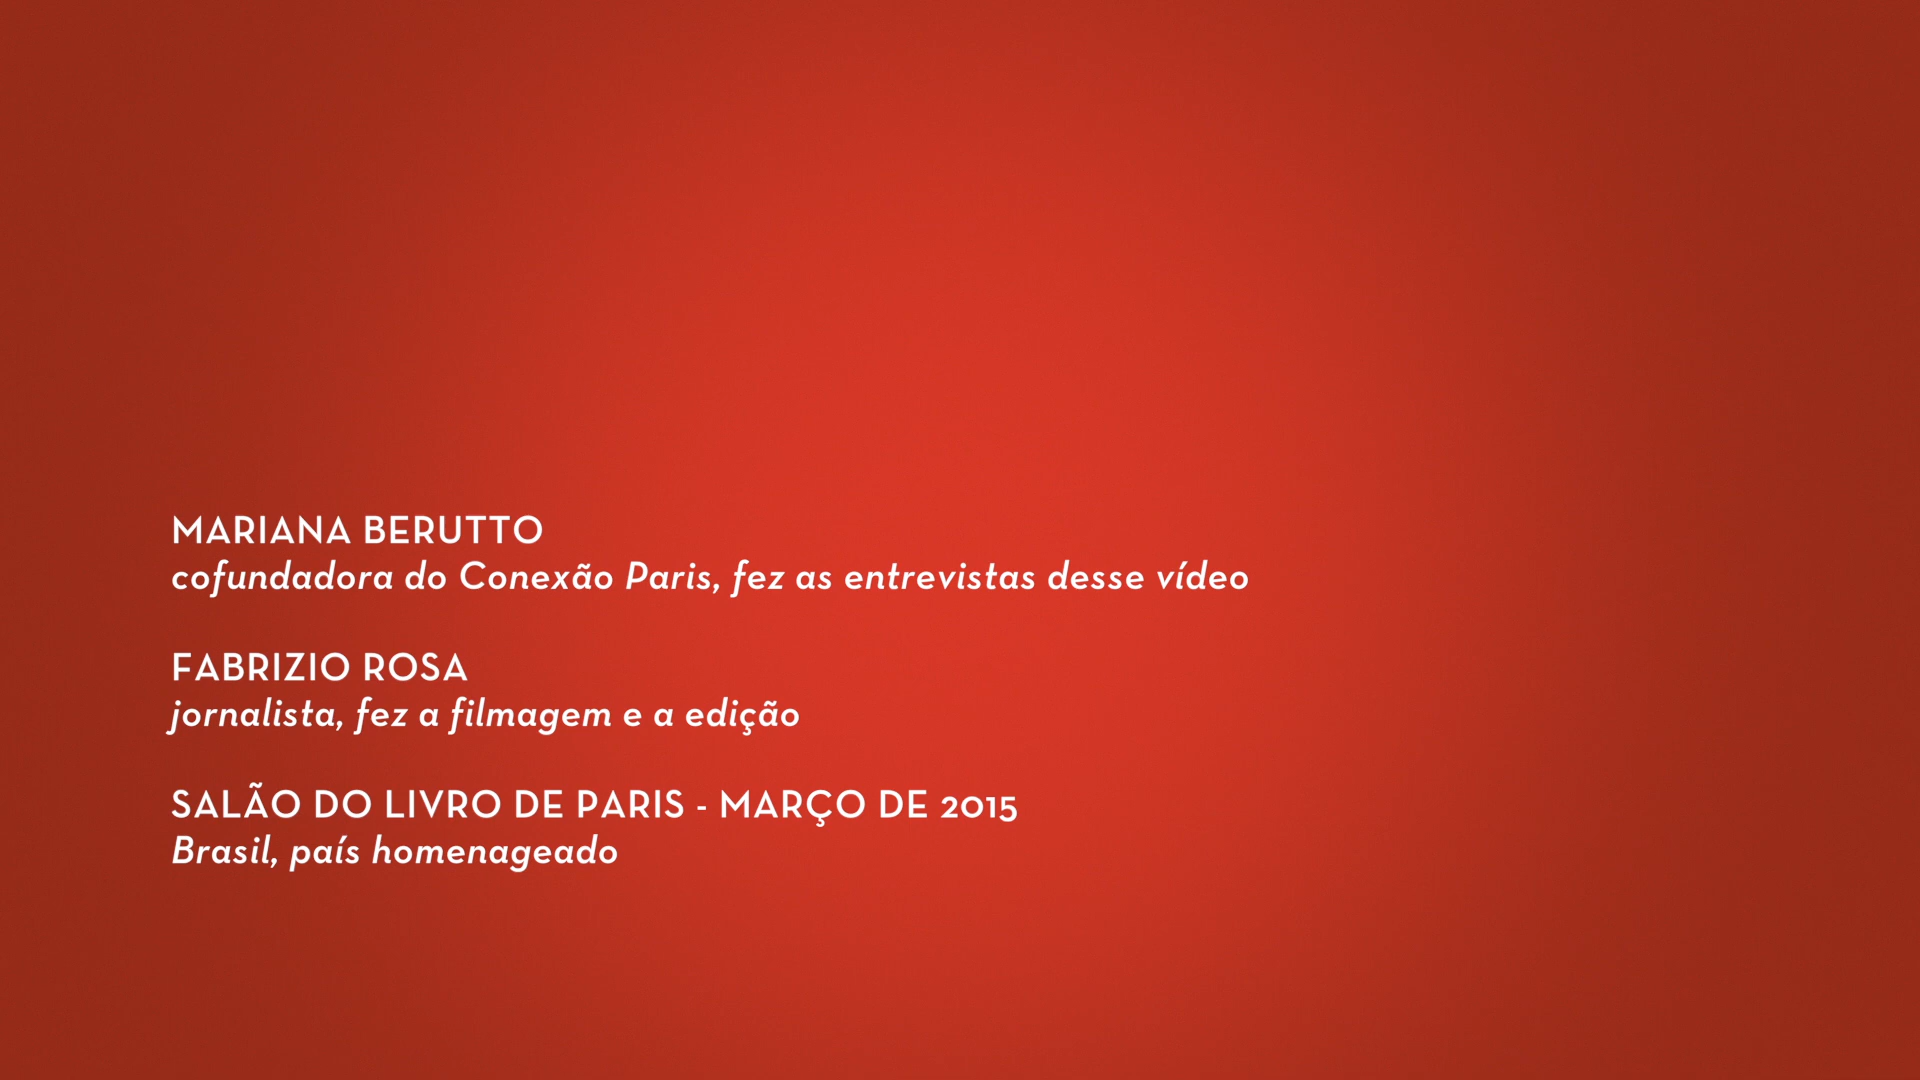 MARIANA BERUTTO
cofundadora do Conexão Paris, fez as entrevistas desse vídeo
FABRIZIO ROSA
jornalista, fez a filmagem e a edição
SALÃO DO LIVRO DE PARIS - MARÇO DE 2015
Brasil, país homenageado